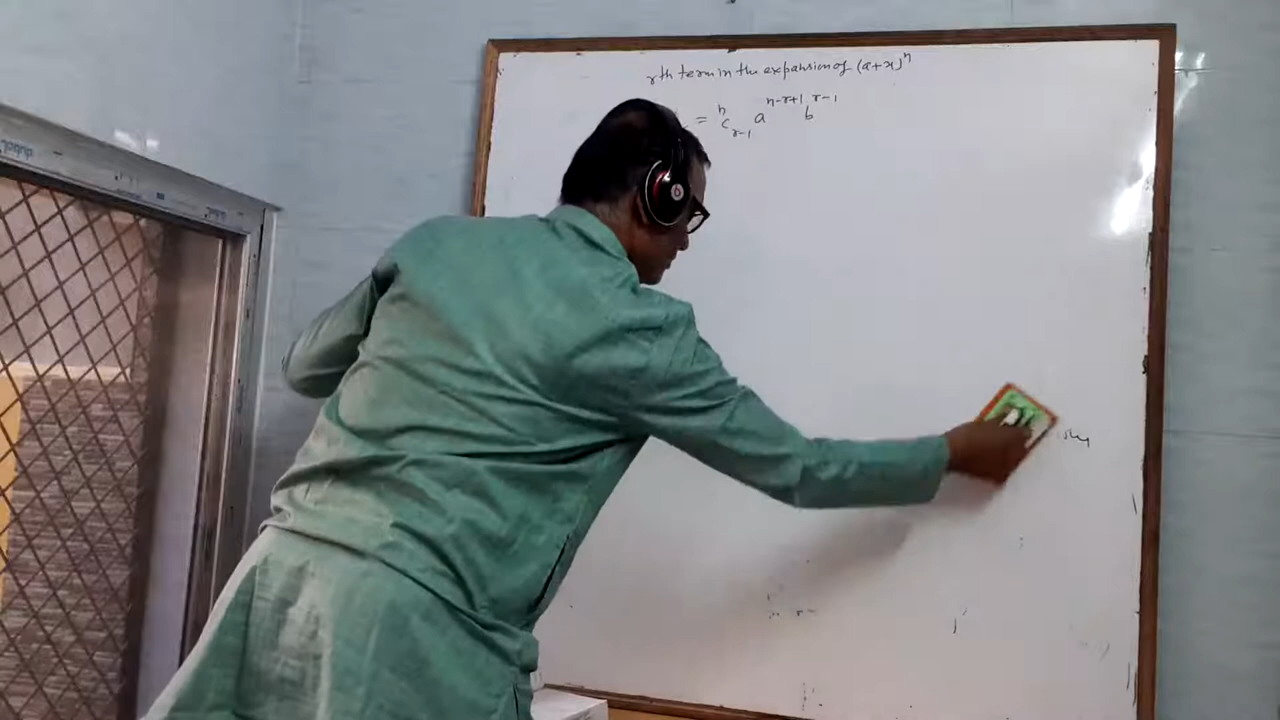 rth term in the expansion of (a+x)^n
= ^nC_{r-1} a^{n-r+1} b^{r-1}